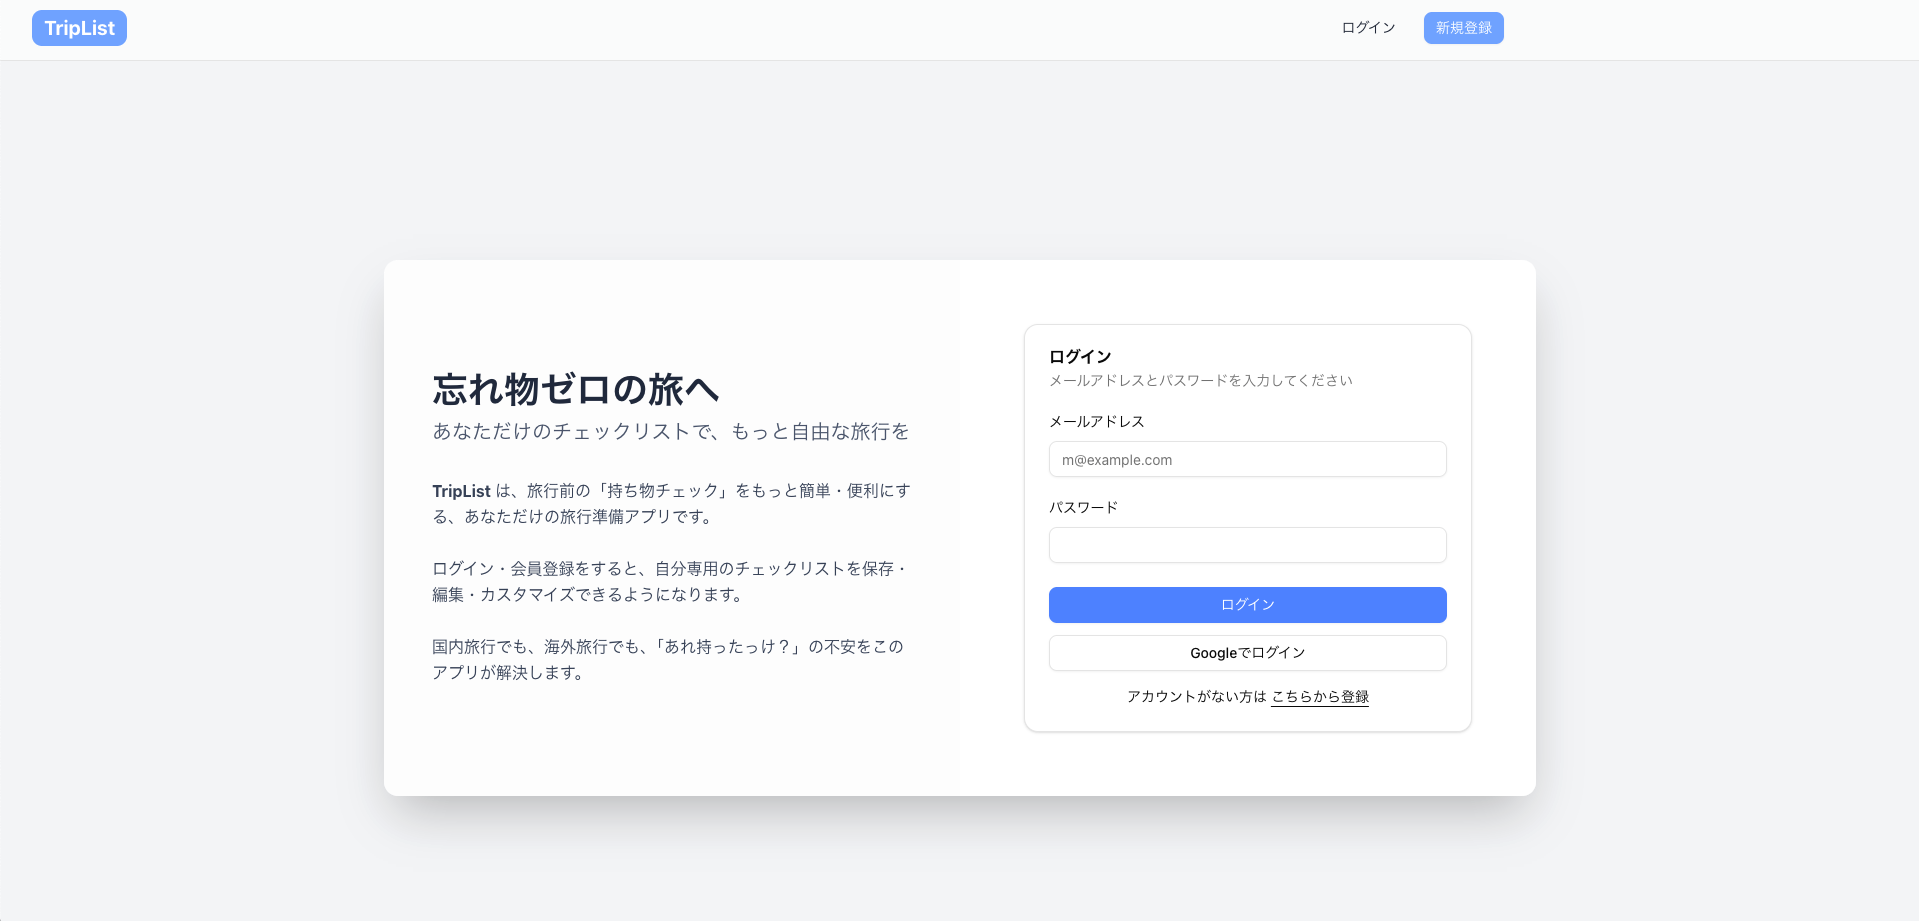 TripList
ログイン
新規登録
忘れ物ゼロの旅へ
あなただけのチェックリストで、もっと自由な旅行を
TripList は、旅行前の「持ち物チェック」をもっと簡単・便利にす
る、あなただけの旅行準備アプリです。
ログイン・会員登録をすると、自分専用のチェックリストを保存・
編集・カスタマイズできるようになります。
国内旅行でも、海外旅行でも、「あれ持ったっけ？」の不安をこの
アプリが解決します。
ログイン
メールアドレスとパスワードを入力してください
メールアドレス
m@example.com
パスワード
ログイン
Googleでログイン
アカウントがない方は こちらから登録